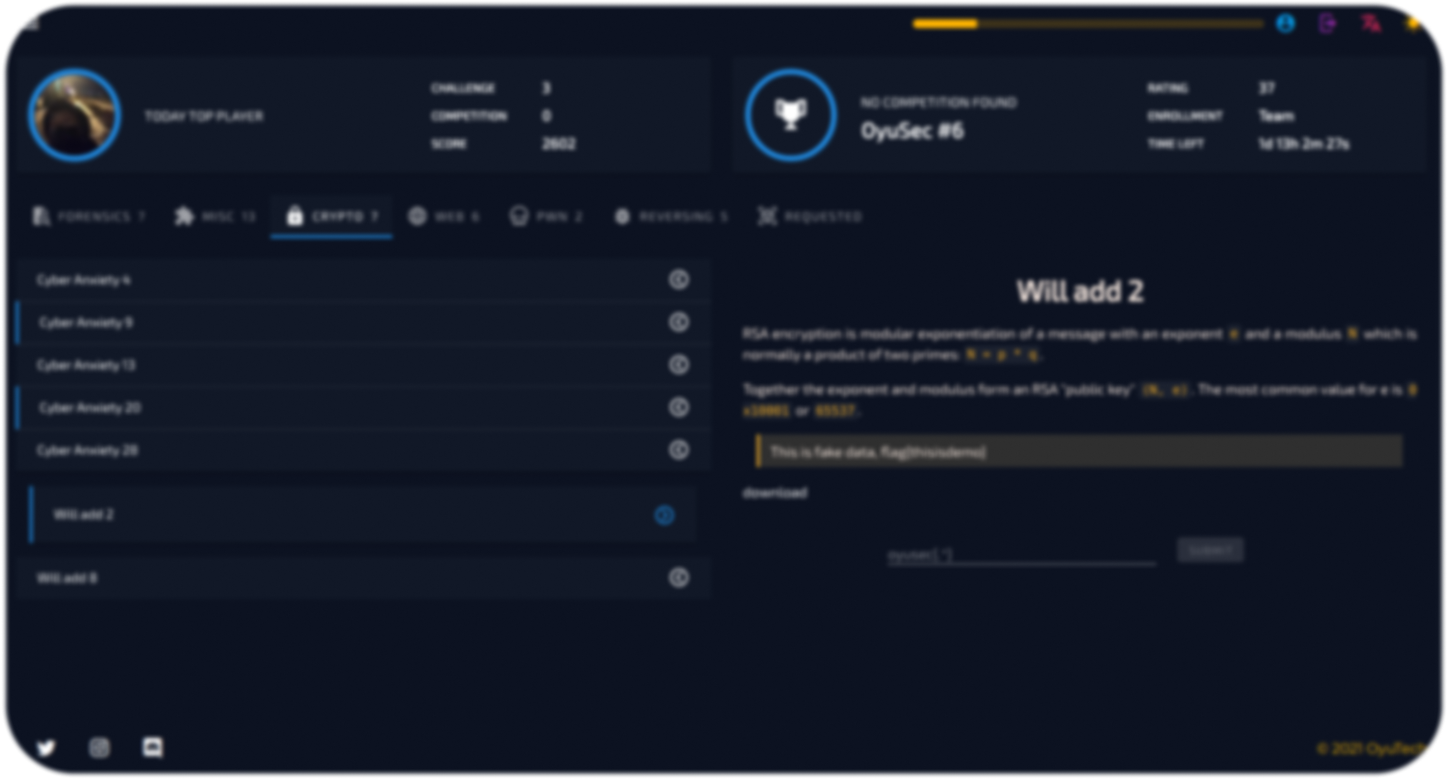 TODAY TOP PLAYER
CHALLENGE 3
COMPETITION 0
SCORE 2602
NO COMPETITION FOUND
OyuSec #6
RATING 37
ENROLLMENT Team
TIME LEFT 1d 13h 2m 27s
FORENSICS 7 MISC 13 CRYPTO 7 WEB 6 PWN 2 REVERSING 5 REQUESTED
Cyber Anxiety 4
Cyber Anxiety 9
Cyber Anxiety 13
Cyber Anxiety 20
Cyber Anxiety 28
Will add 2
Will add 8
Will add 2
RSA encryption is modular exponentiation of a message with an exponent e and a modulus N which is
normally a product of two primes: N = p * q.
Together the exponent and modulus form an RSA "public key" (N, e). The most common value for e is 0
x10001 or 65537.
This is fake data, flag{thisisdemo}
download
oyusec{.*}
SUBMIT
© 2021 OyuTech